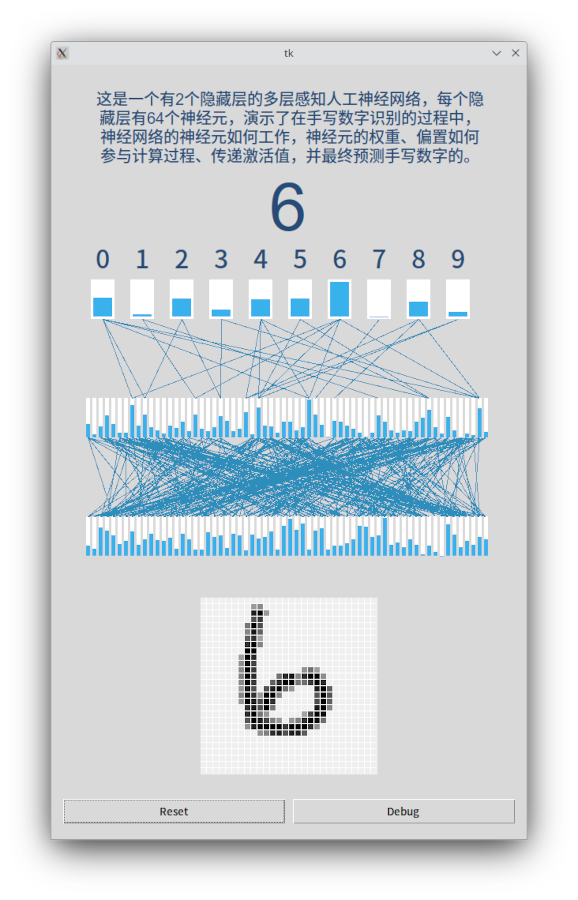 tk
这是一个有2个隐藏层的多层感知人工神经网络，每个隐
藏层有64个神经元，演示了在手写数字识别的过程中，
神经网络的神经元如何工作，神经元的权重、偏置如何
参与计算过程、传递激活值，并最终预测手写数字的。
6
0 1 2 3 4 5 6 7 8 9
6
Reset Debug